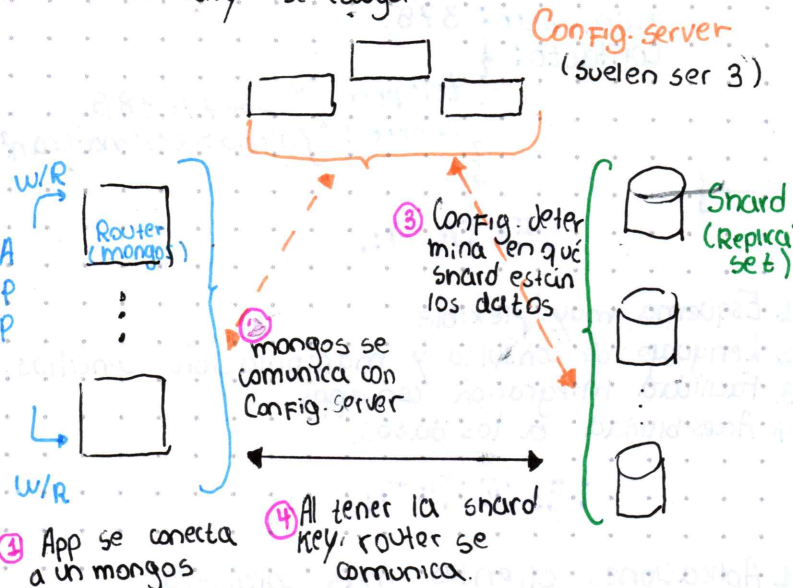 Config. server
(suelen ser 3)
W/R
Router
(mongos)
APP
W/R
① App se conecta
a un mongos
②
mongos se
comunica con
Config-server
③ Config. deter
mina en qué
shard están
los datos
Shard
(Replica
set)
④ Al tener la shard
key, router se
comunica.